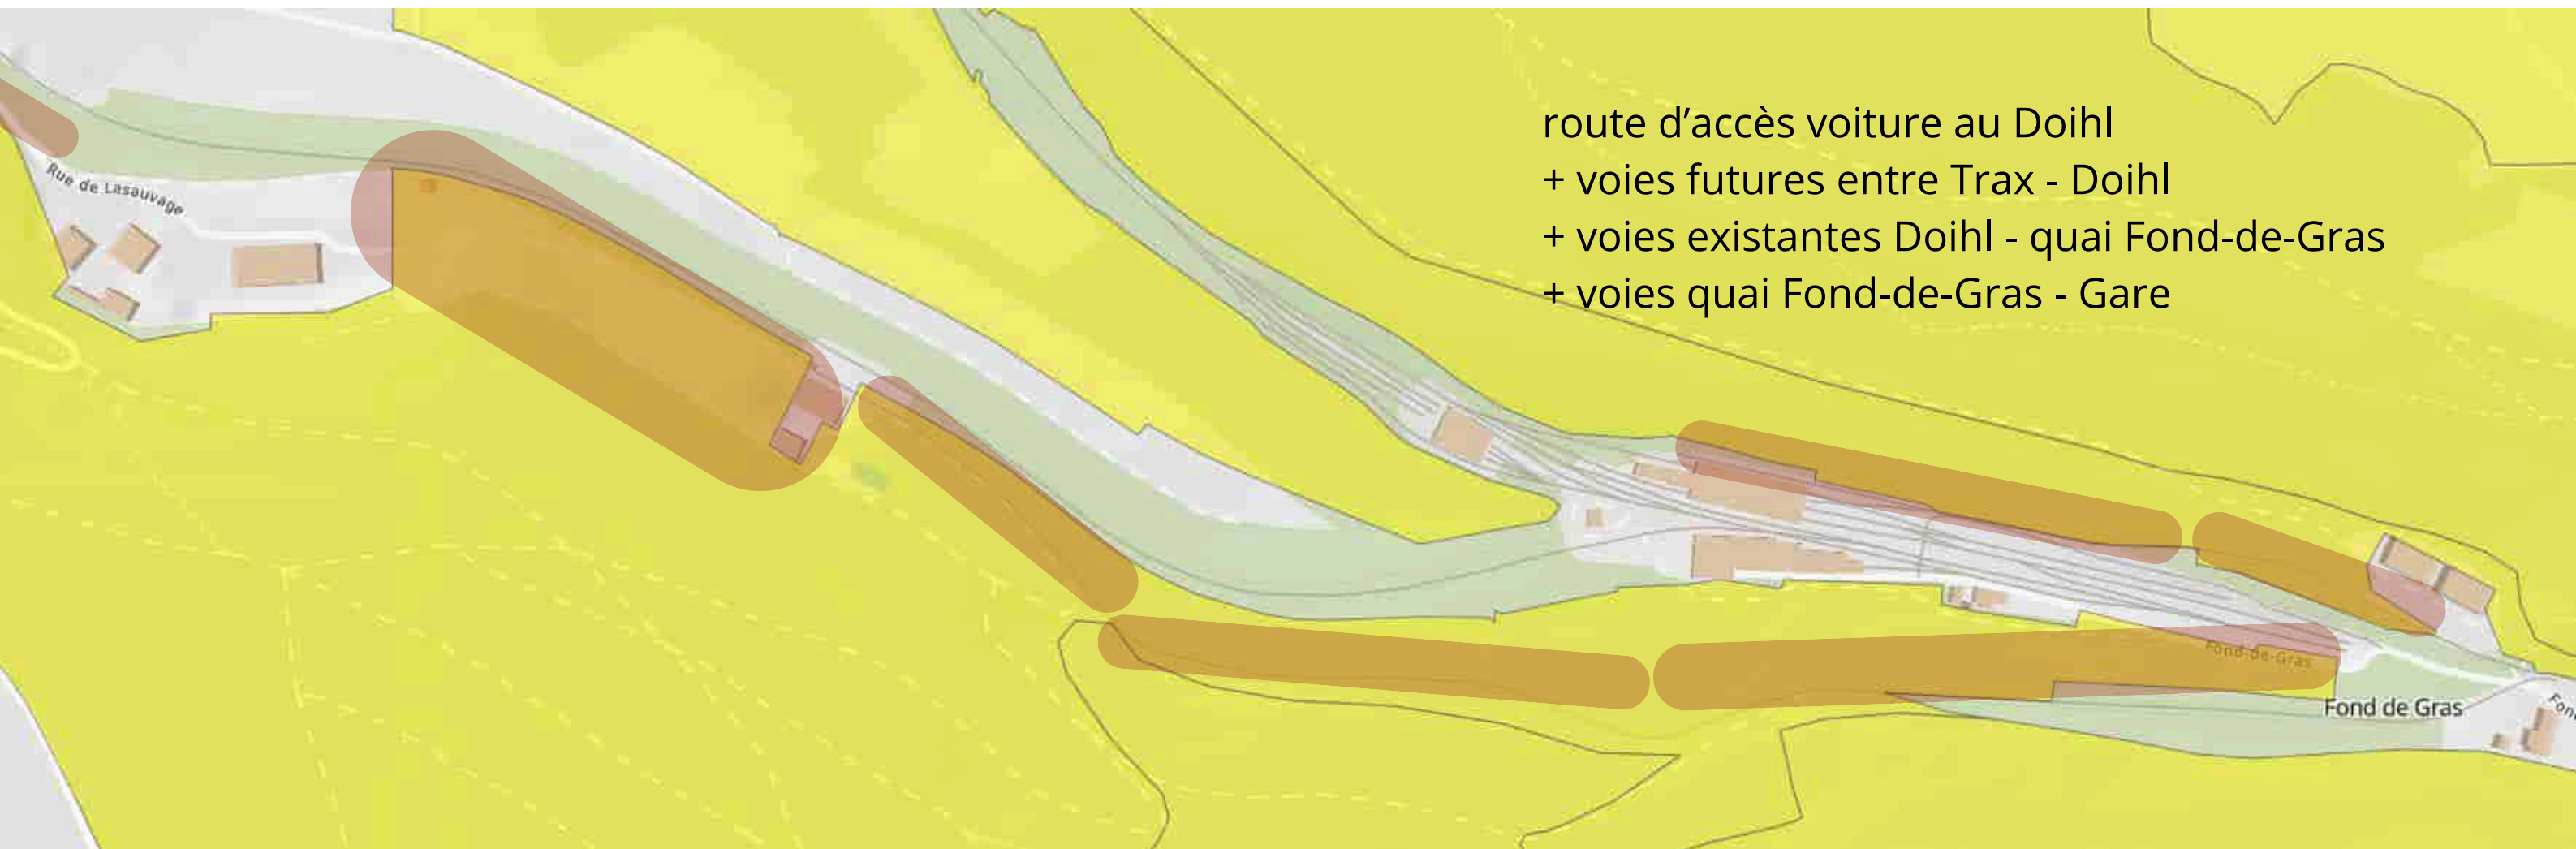 route d’accès voiture au Doihl
+ voies futures entre Trax - Doihl
+ voies existantes Doihl - quai Fond-de-Gras
+ voies quai Fond-de-Gras - Gare
Rue de Lasauvage
Fond-de-Gras
Fond de Gras